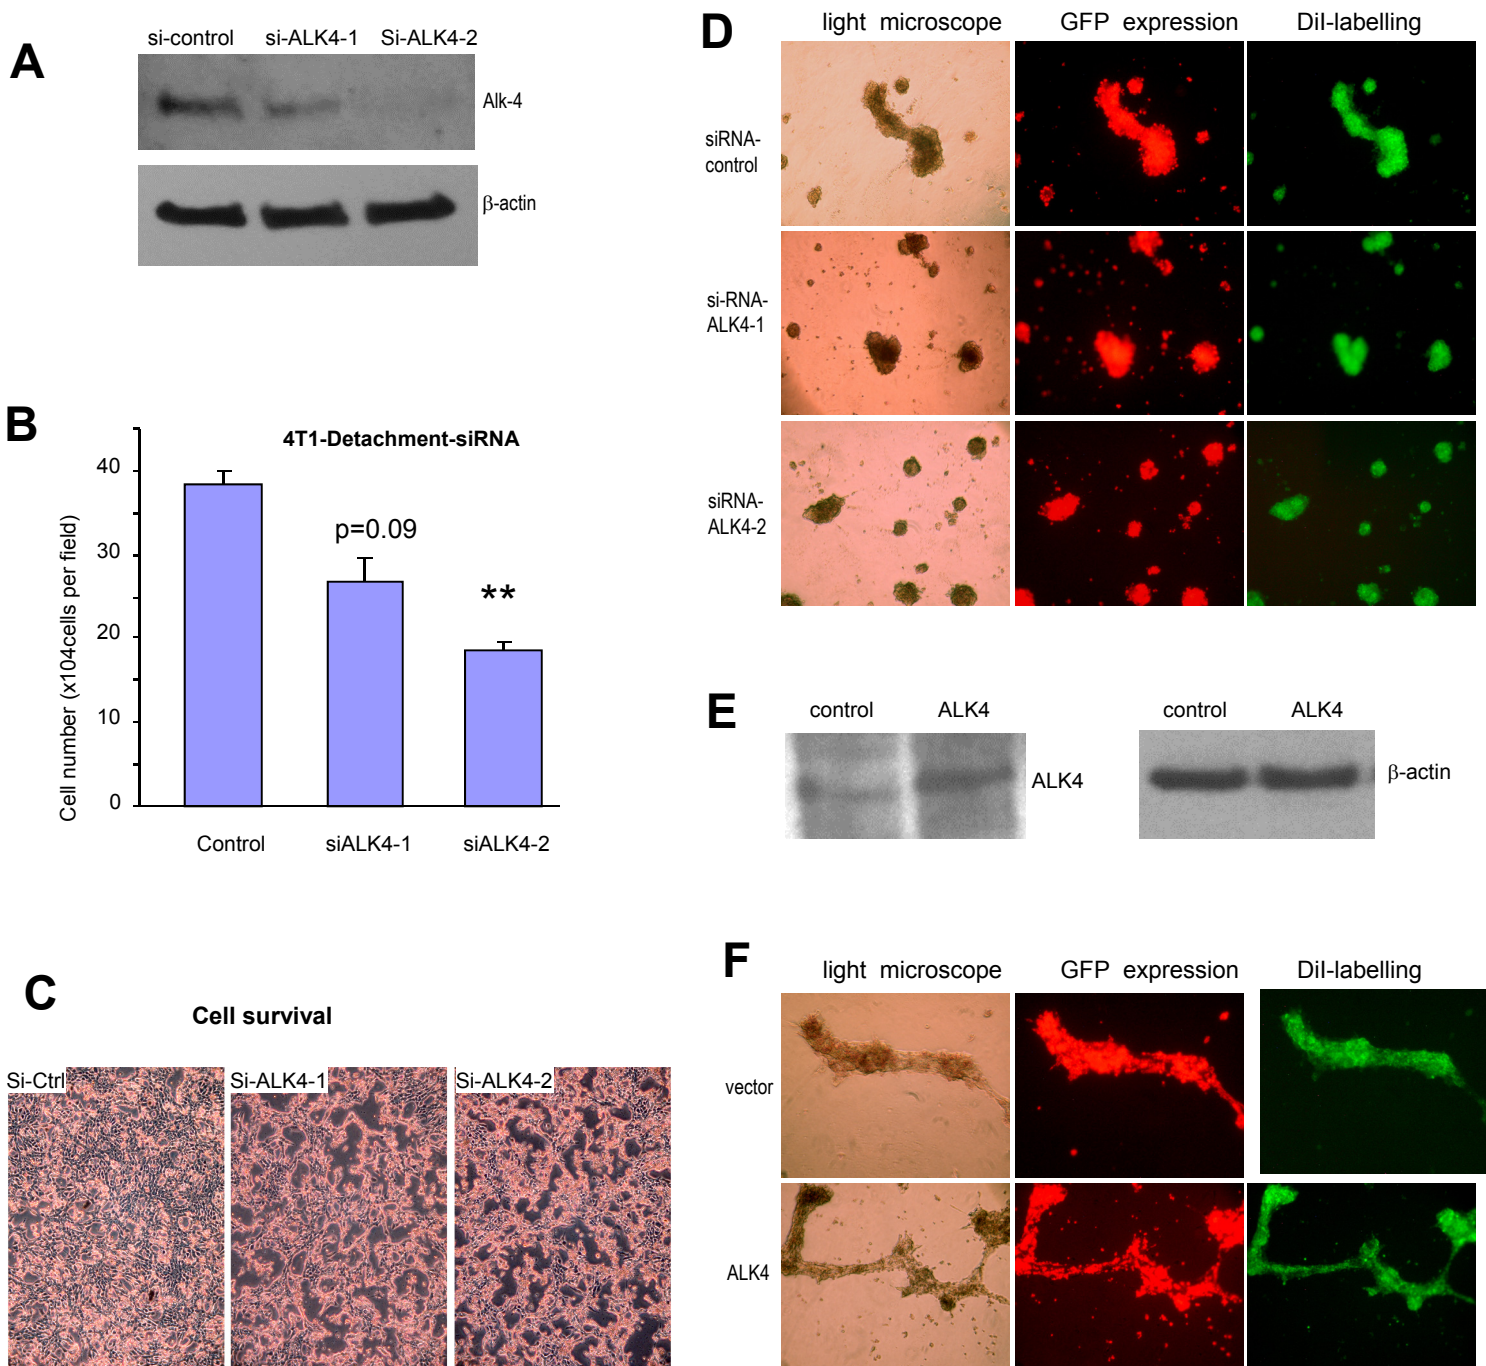 A
si-control si-ALK4-1 Si-ALK4-2
Alk-4
β-actin
B
4T1-Detachment-siRNA
Cell number (x104cells per field)
40
30
20
10
0
p=0.09
**
Control siALK4-1 siALK4-2
C
Cell survival
Si-Ctrl Si-ALK4-1 Si-ALK4-2
D
light microscope GFP expression DiI-labelling
siRNA-
control
si-RNA-
ALK4-1
siRNA-
ALK4-2
E
control ALK4
ALK4
control ALK4
β-actin
F
light microscope GFP expression DiI-labelling
vector
ALK4